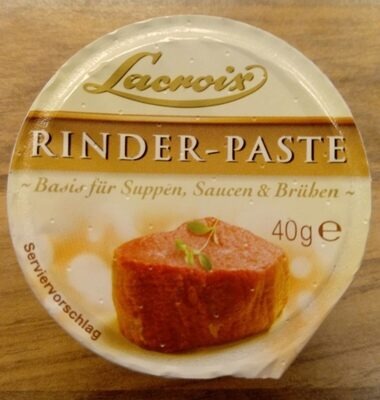 Lacroix
RINDER-PASTE
~ Basis für Suppen, Saucen & Brühen ~
40g e
Serviervorschlag